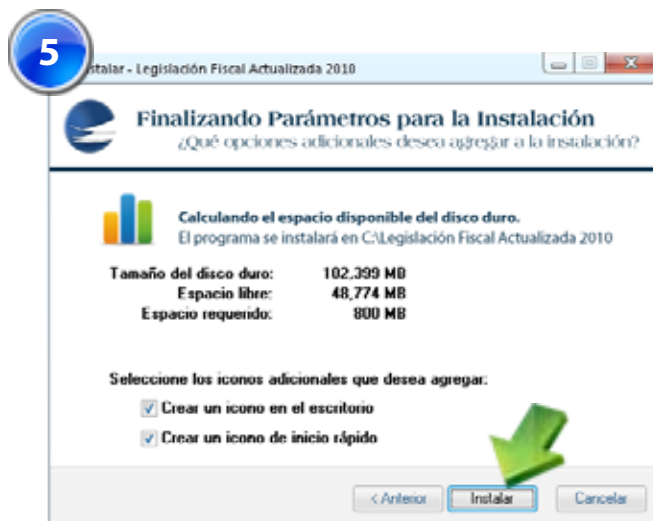 5
nstalar - Legislación Fiscal Actualizada 2010
Finalizando Parámetros para la Instalación
¿Qué opciones adicionales desea agregar a la instalación?
Calculando el espacio disponible del disco duro.
El programa se instalará en C:\Legislación Fiscal Actualizada 2010
Tamaño del disco duro: 102,399 MB
Espacio libre: 48,774 MB
Espacio requerido: 800 MB
Seleccione los iconos adicionales que desea agregar:
Crear un icono en el escritorio
Crear un icono de inicio rápido
< Anterior Instalar Cancelar